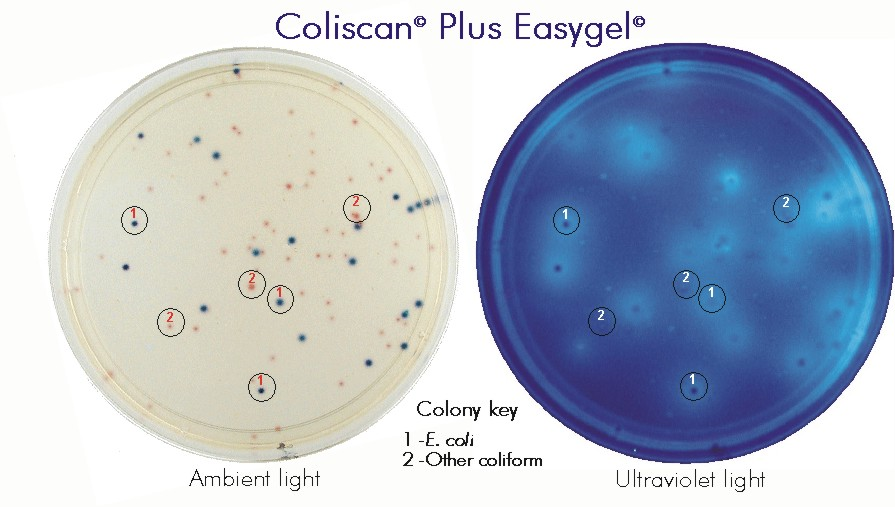 Coliscan© Plus Easygel©
1
2
2
1
2
1
1
2
2
1
2
1
Colony key
1 -E. coli
2 -Other coliform
Ambient light
Ultraviolet light